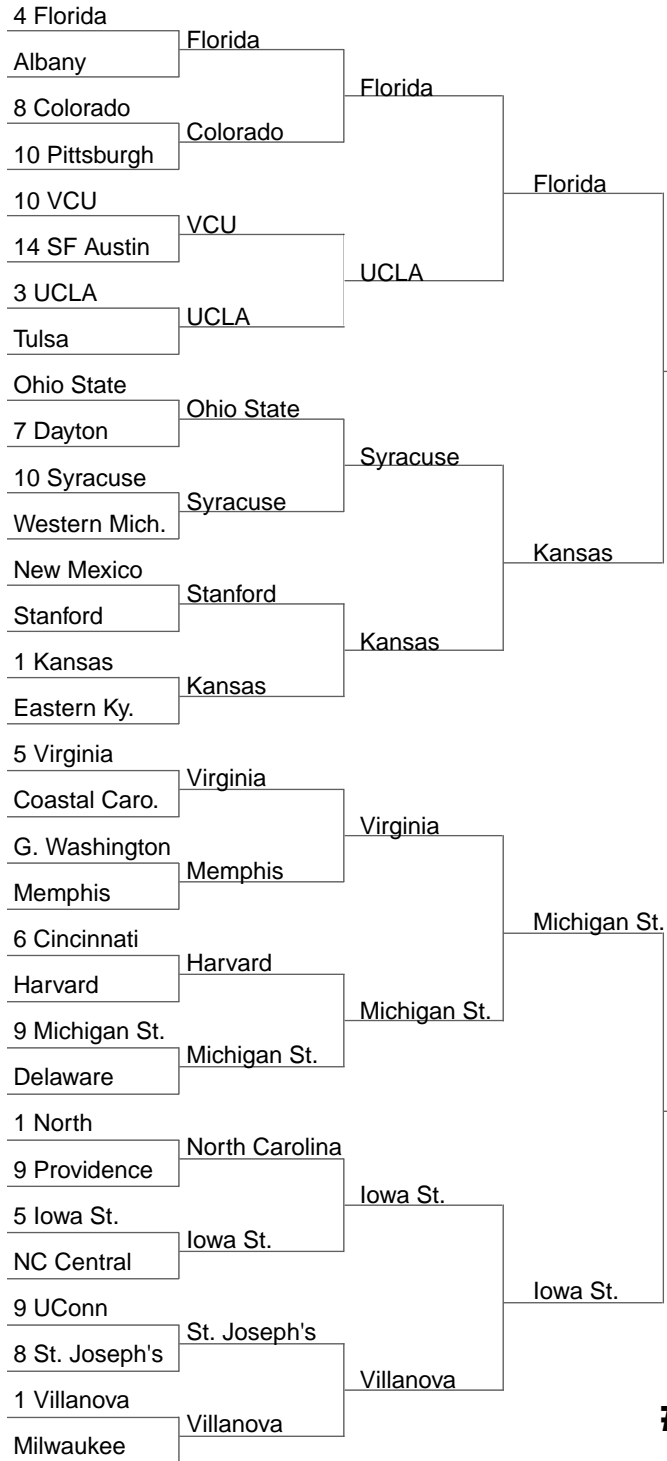 4 Florida
Albany
8 Colorado
10 Pittsburgh
10 VCU
14 SF Austin
3 UCLA
Tulsa
Ohio State
7 Dayton
10 Syracuse
Western Mich.
New Mexico
Stanford
1 Kansas
Eastern Ky.
5 Virginia
Coastal Caro.
G. Washington
Memphis
6 Cincinnati
Harvard
9 Michigan St.
Delaware
1 North
9 Providence
5 Iowa St.
NC Central
9 UConn
8 St. Joseph's
1 Villanova
Milwaukee
Florida
Colorado
VCU
UCLA
Ohio State
Syracuse
Stanford
Kansas
Virginia
Memphis
Harvard
Michigan St.
North Carolina
Iowa St.
St. Joseph's
Villanova
Florida
UCLA
Syracuse
Kansas
Virginia
Michigan St.
Iowa St.
Villanova
Florida
Kansas
Michigan St.
Iowa St.